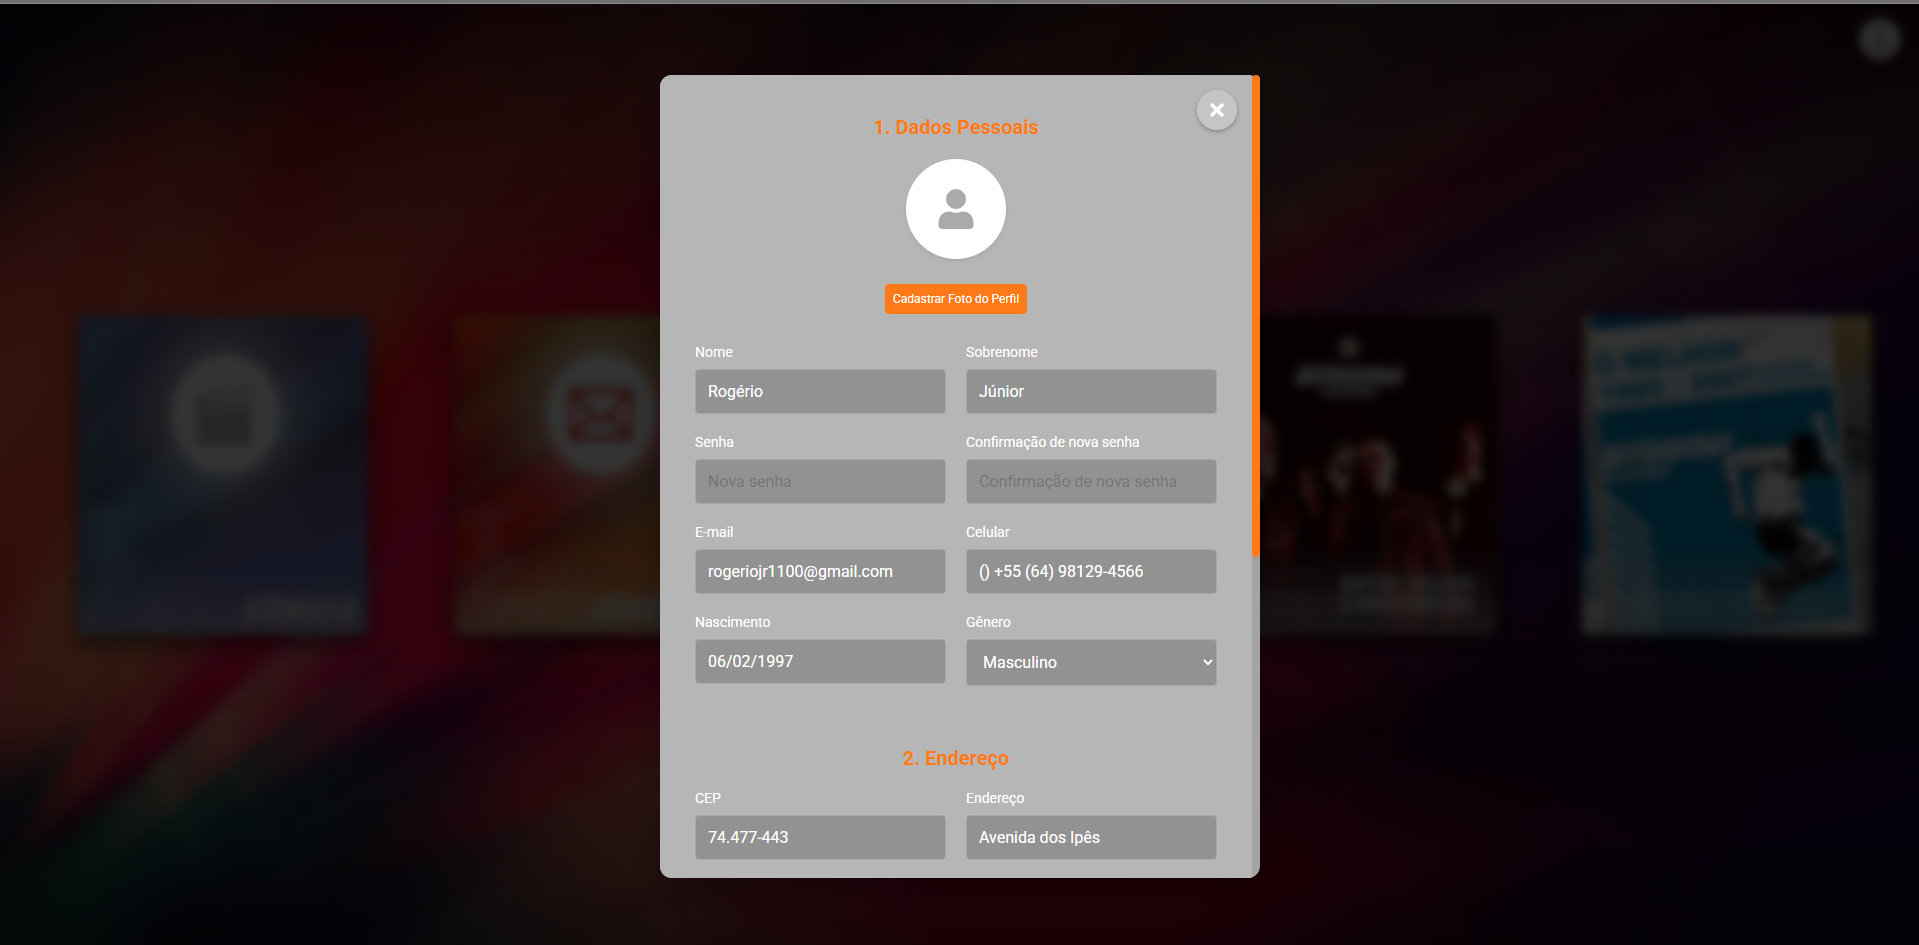 1. Dados Pessoais
Cadastrar Foto do Perfil
Nome
Sobrenome
Rogério
Júnior
Senha
Confirmação de nova senha
Nova senha
Confirmação de nova senha
E-mail
Celular
rogeriojr1100@gmail.com
() +55 (64) 98129-4566
Nascimento
Gênero
06/02/1997
Masculino
2. Endereço
CEP
Endereço
74.477-443
Avenida dos Ipês